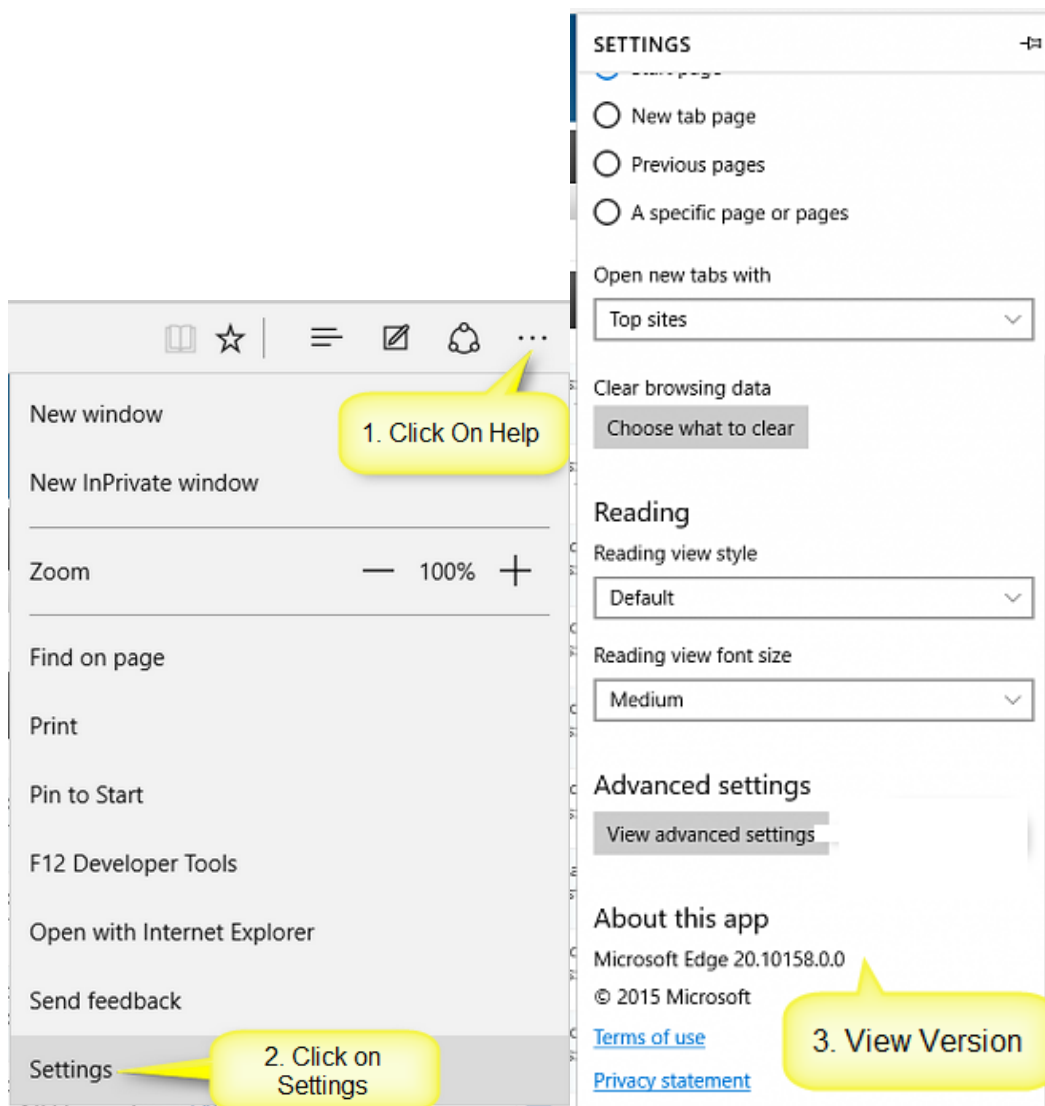 New window
1. Click On Help
New InPrivate window
Zoom
100%
Find on page
Print
Pin to Start
F12 Developer Tools
Open with Internet Explorer
Send feedback
Settings
2. Click on
Settings
SETTINGS
New tab page
Previous pages
A specific page or pages
Open new tabs with
Top sites
Clear browsing data
Choose what to clear
Reading
Reading view style
Default
Reading view font size
Medium
Advanced settings
View advanced settings
About this app
Microsoft Edge 20.10158.0.0
© 2015 Microsoft
Terms of use
3. View Version
Privacy statement